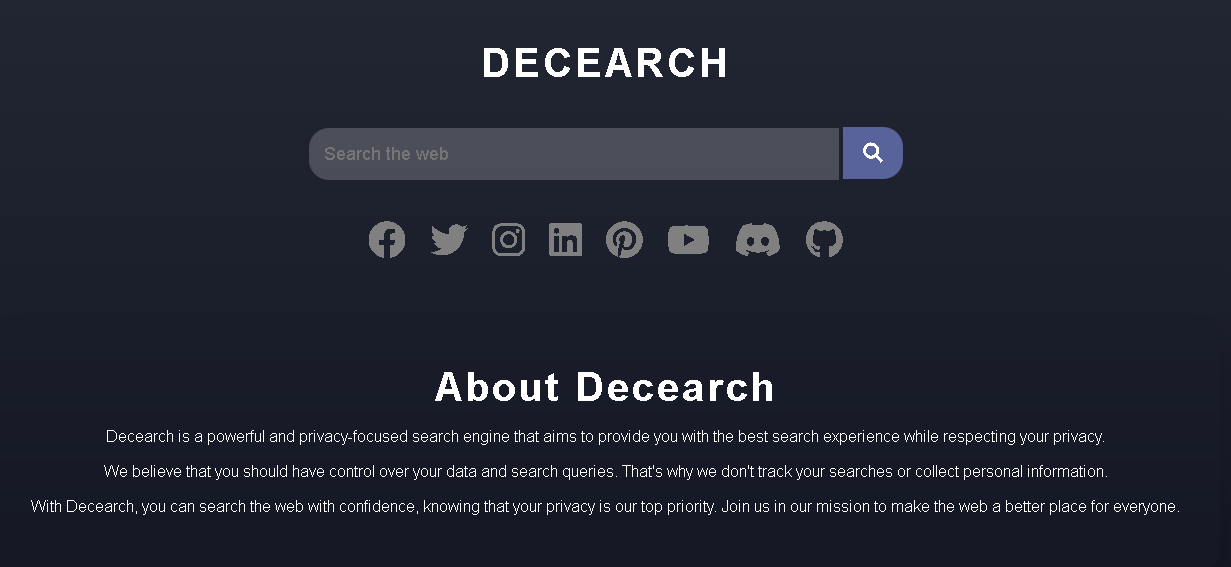 DECEARCH
Search the web
About Decearch
Decearch is a powerful and privacy-focused search engine that aims to provide you with the best search experience while respecting your privacy.
We believe that you should have control over your data and search queries. That's why we don't track your searches or collect personal information.
With Decearch, you can search the web with confidence, knowing that your privacy is our top priority. Join us in our mission to make the web a better place for everyone.